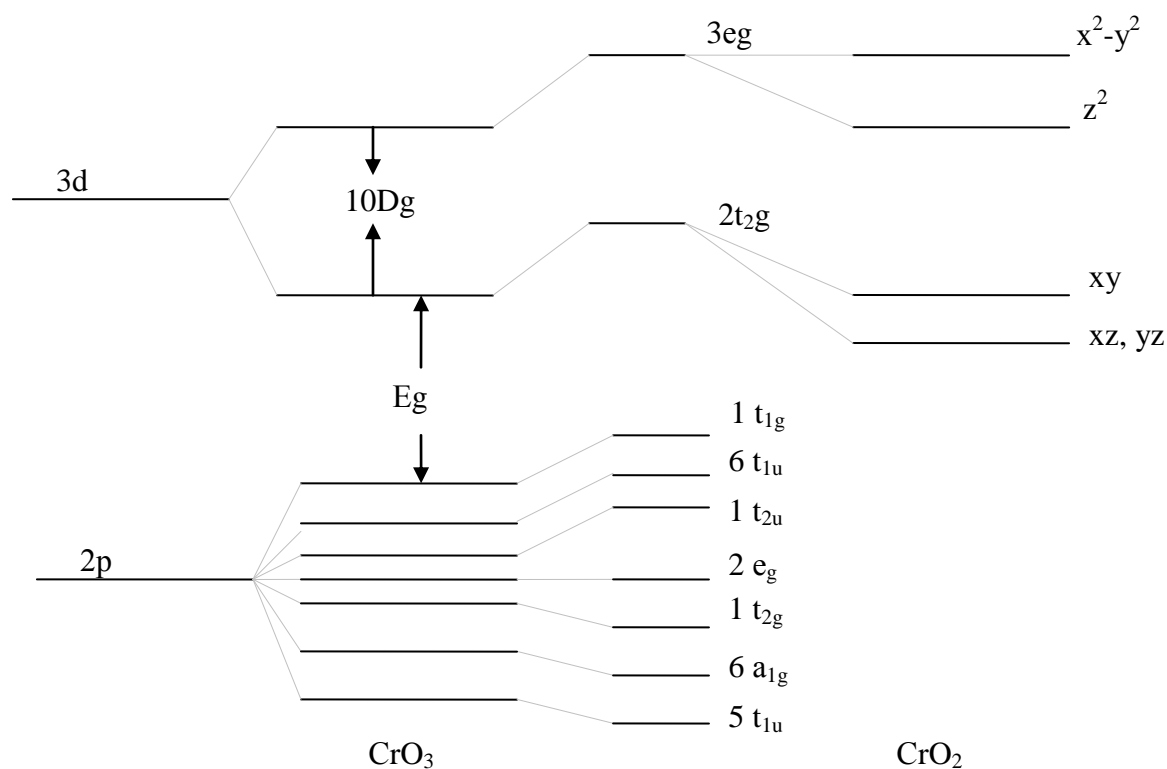 3eg
x²-y²
z²
3d
10Dg
2t₂g
xy
xz, yz
Eg
1 t₁g
6 t₁u
1 t₂u
2p
2 eg
1 t₂g
6 a₁g
5 t₁u
CrO₃
CrO₂